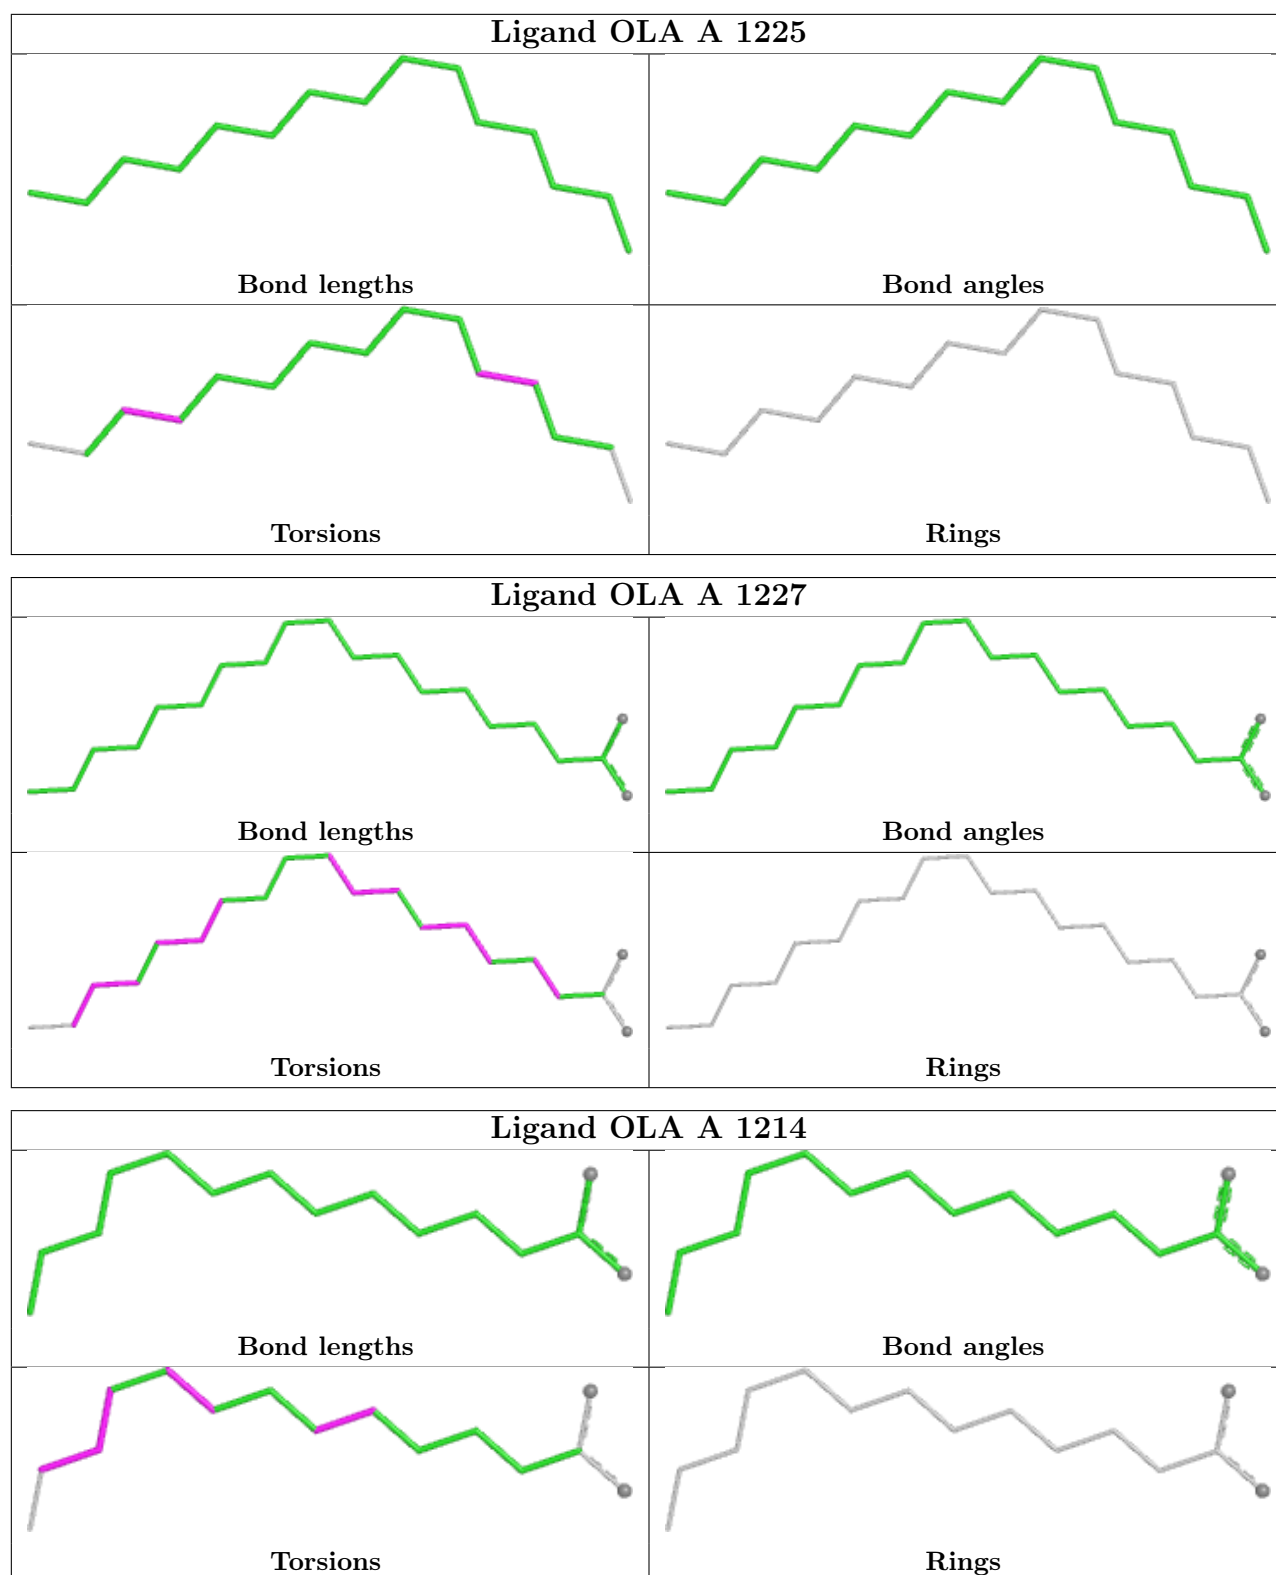 Ligand OLA A 1225
Bond lengths
Bond angles
Torsions
Rings
Ligand OLA A 1227
Bond lengths
Bond angles
Torsions
Rings
Ligand OLA A 1214
Bond lengths
Bond angles
Torsions
Rings